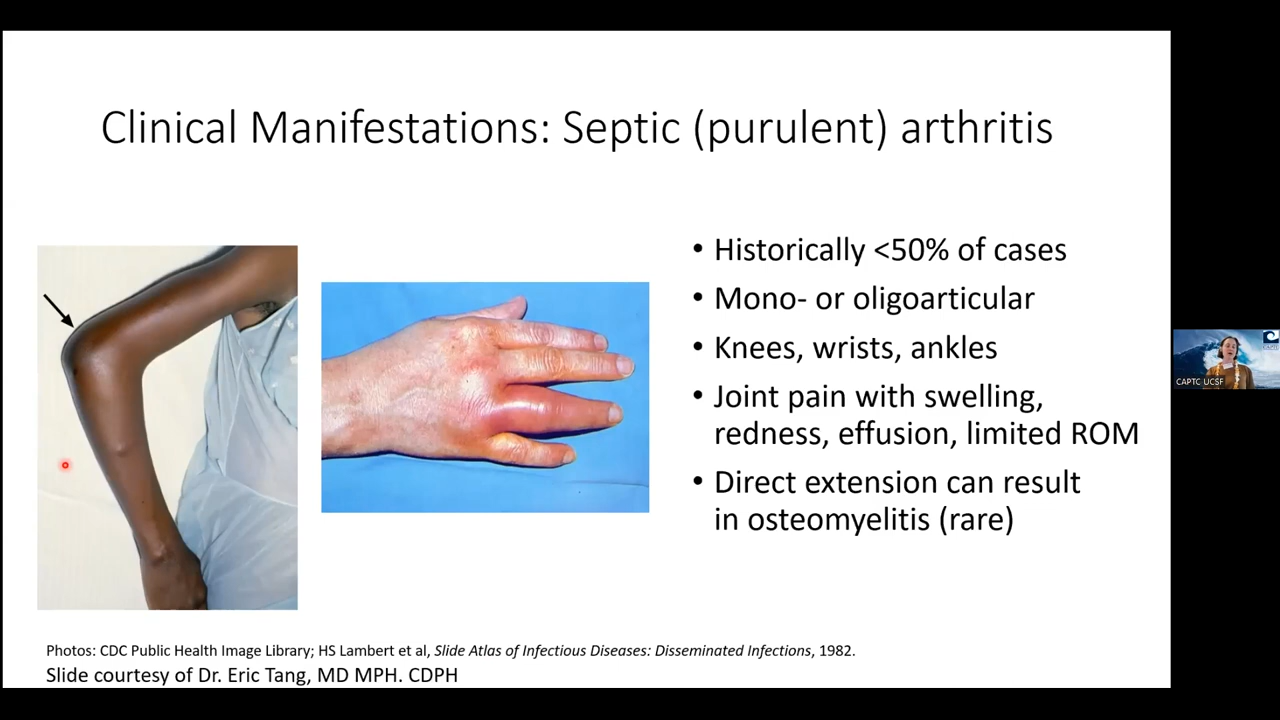 Clinical Manifestations: Septic (purulent) arthritis
• Historically <50% of cases
• Mono- or oligoarticular
• Knees, wrists, ankles
• Joint pain with swelling,
redness, effusion, limited ROM
• Direct extension can result
in osteomyelitis (rare)
CAPTC UCSF
Photos: CDC Public Health Image Library; HS Lambert et al, Slide Atlas of Infectious Diseases: Disseminated Infections, 1982.
Slide courtesy of Dr. Eric Tang, MD MPH. CDPH